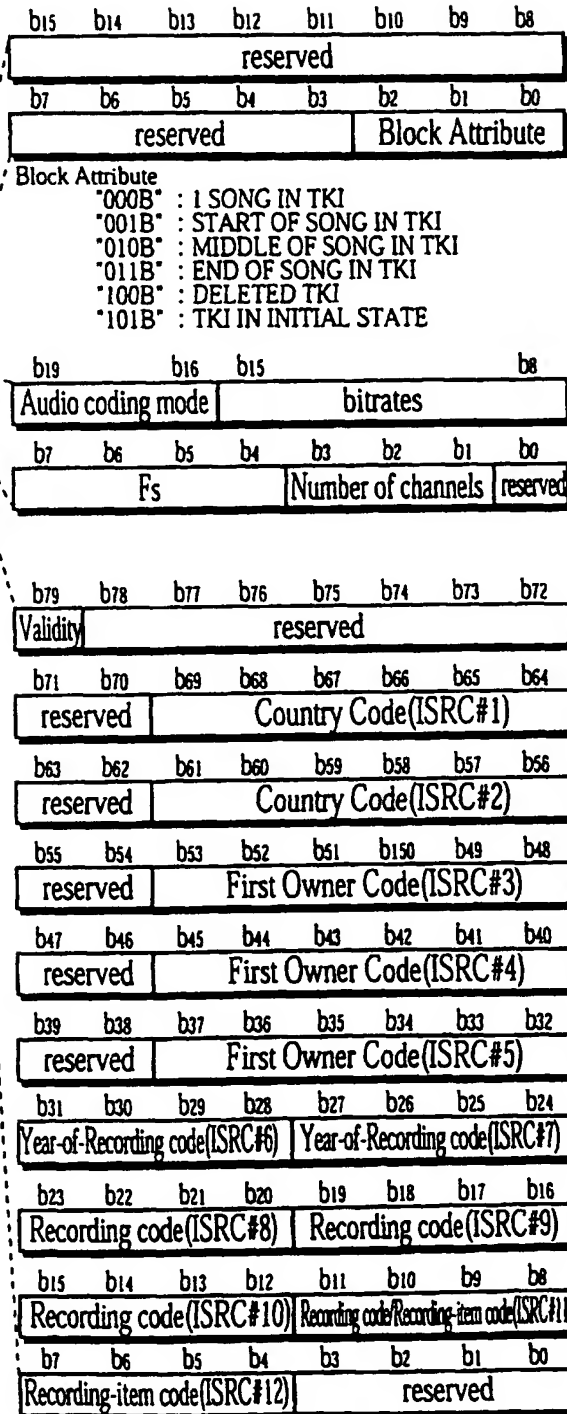 b15 b14 b13 b12 b11 b10 b9 b8
reserved
b7 b6 b5 b4 b3 b2 b1 b0
reserved Block Attribute
Block Attribute
"000B" : 1 SONG IN TKI
"001B" : START OF SONG IN TKI
"010B" : MIDDLE OF SONG IN TKI
"011B" : END OF SONG IN TKI
"100B" : DELETED TKI
"101B" : TKI IN INITIAL STATE
b19 b16 b15 b8
Audio coding mode bitrates
b7 b6 b5 b4 b3 b2 b1 b0
Fs Number of channels reserved
b79 b78 b77 b76 b75 b74 b73 b72
Validity reserved
b71 b70 b69 b68 b67 b66 b65 b64
reserved Country Code(ISRC#1)
b63 b62 b61 b60 b59 b58 b57 b56
reserved Country Code(ISRC#2)
b55 b54 b53 b52 b51 b150 b49 b48
reserved First Owner Code(ISRC#3)
b47 b46 b45 b44 b43 b42 b41 b40
reserved First Owner Code(ISRC#4)
b39 b38 b37 b36 b35 b34 b33 b32
reserved First Owner Code(ISRC#5)
b31 b30 b29 b28 b27 b26 b25 b24
Year-of-Recording code(ISRC#6) Year-of-Recording code(ISRC#7)
b23 b22 b21 b20 b19 b18 b17 b16
Recording code(ISRC#8) Recording code(ISRC#9)
b15 b14 b13 b12 b11 b10 b9 b8
Recording code(ISRC#10) Recording code/Recording-item code(ISRC#11
b7 b6 b5 b4 b3 b2 b1 b0
Recording-item code(ISRC#12) reserved